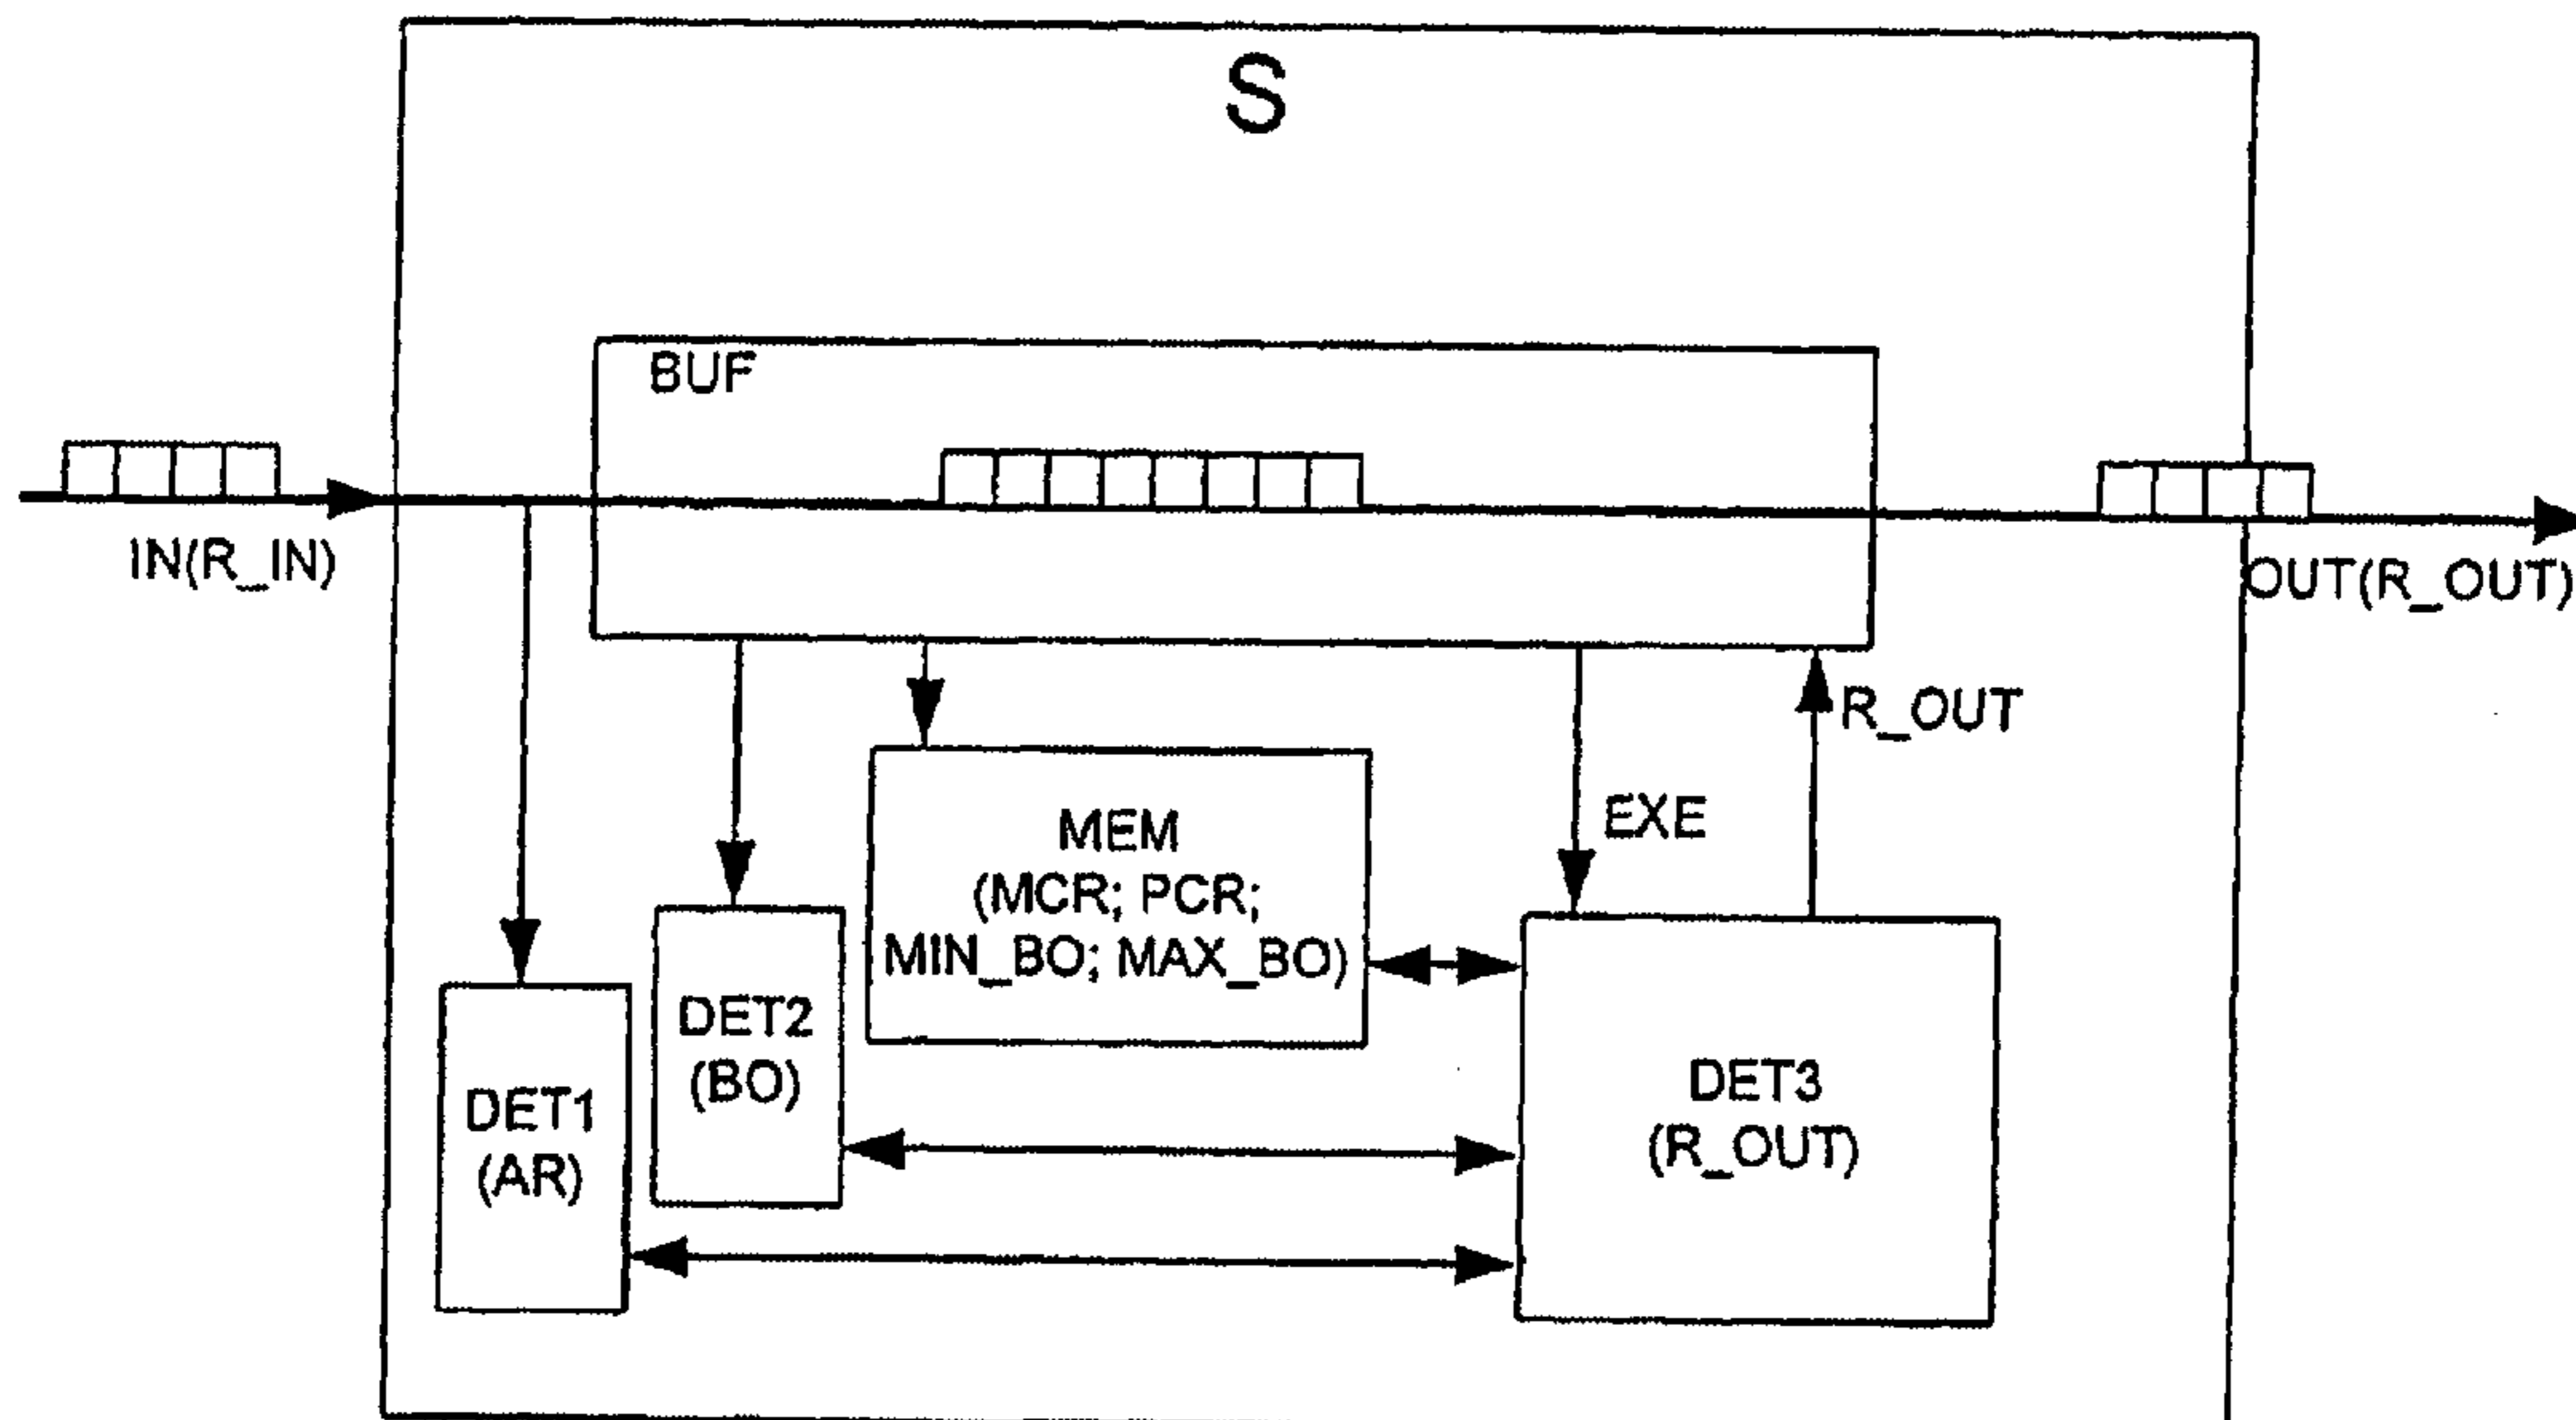 S
BUF
IN(R_IN)
OUT(R_OUT)
R_OUT
EXE
MEM
(MCR; PCR;
MIN_BO; MAX_BO)
DET2
(BO)
DET1
(AR)
DET3
(R_OUT)